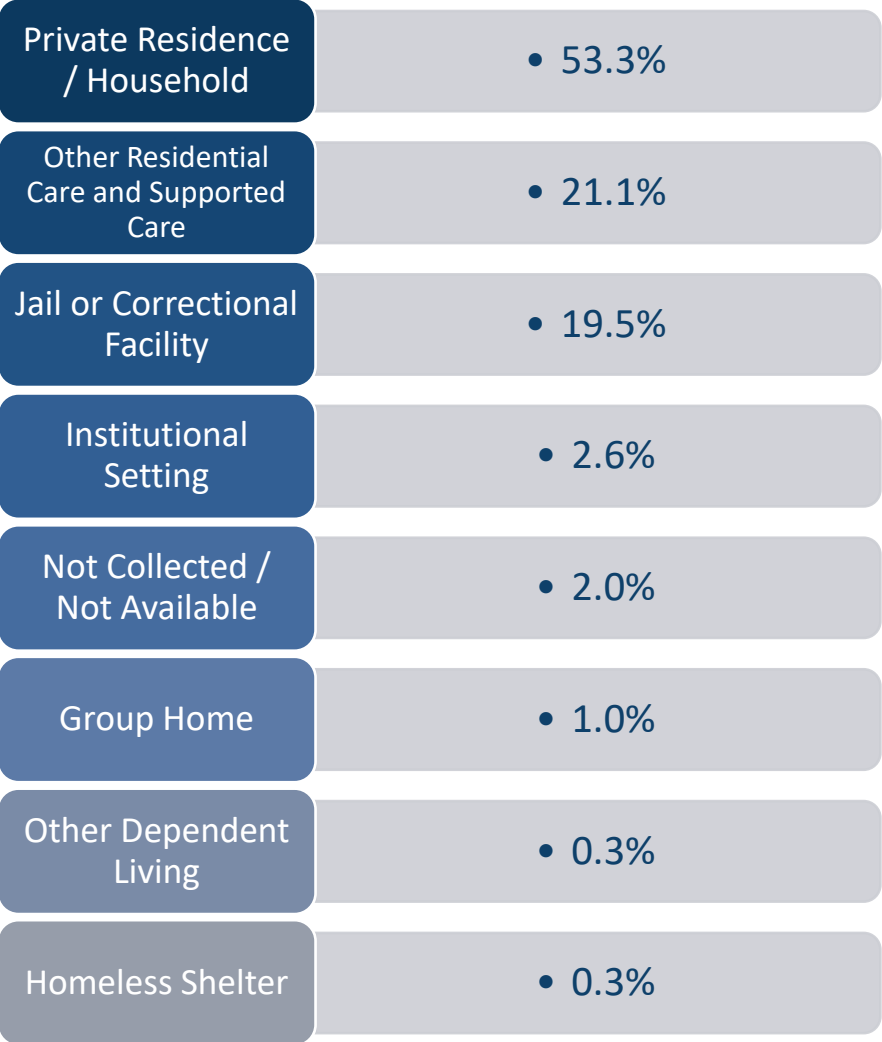 Private Residence
/ Household
• 53.3%
Other Residential
Care and Supported
Care
• 21.1%
Jail or Correctional
Facility
• 19.5%
Institutional
Setting
• 2.6%
Not Collected /
Not Available
• 2.0%
Group Home
• 1.0%
Other Dependent
Living
• 0.3%
Homeless Shelter
• 0.3%